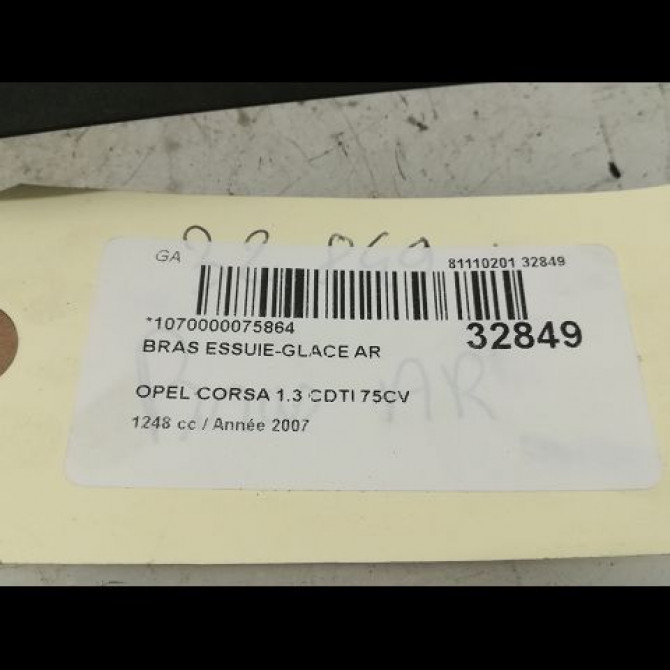 GA 81110201 32849
*1070000075864 32849
BRAS ESSUIE-GLACE AR
OPEL CORSA 1.3 CDTI 75CV
AR
1248 cc / Année 2007